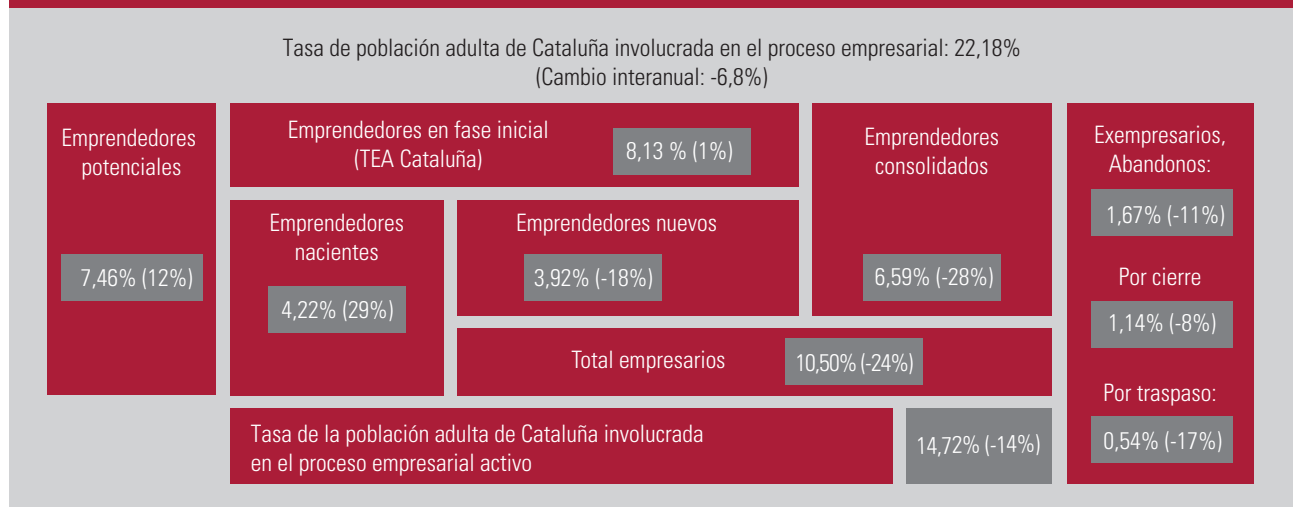 Tasa de población adulta de Cataluña involucrada en el proceso empresarial: 22,18%
(Cambio interanual: -6,8%)
Emprendedores
potenciales
7,46% (12%)
Emprendedores en fase inicial
(TEA Cataluña)
8,13 % (1%)
Emprendedores
nacientes
4,22% (29%)
Emprendedores nuevos
3,92% (-18%)
Emprendedores
consolidados
6,59% (-28%)
Total empresarios
10,50% (-24%)
Tasa de la población adulta de Cataluña involucrada
en el proceso empresarial activo
14,72% (-14%)
Exempresarios,
Abandonos:
1,67% (-11%)
Por cierre
1,14% (-8%)
Por traspaso:
0,54% (-17%)